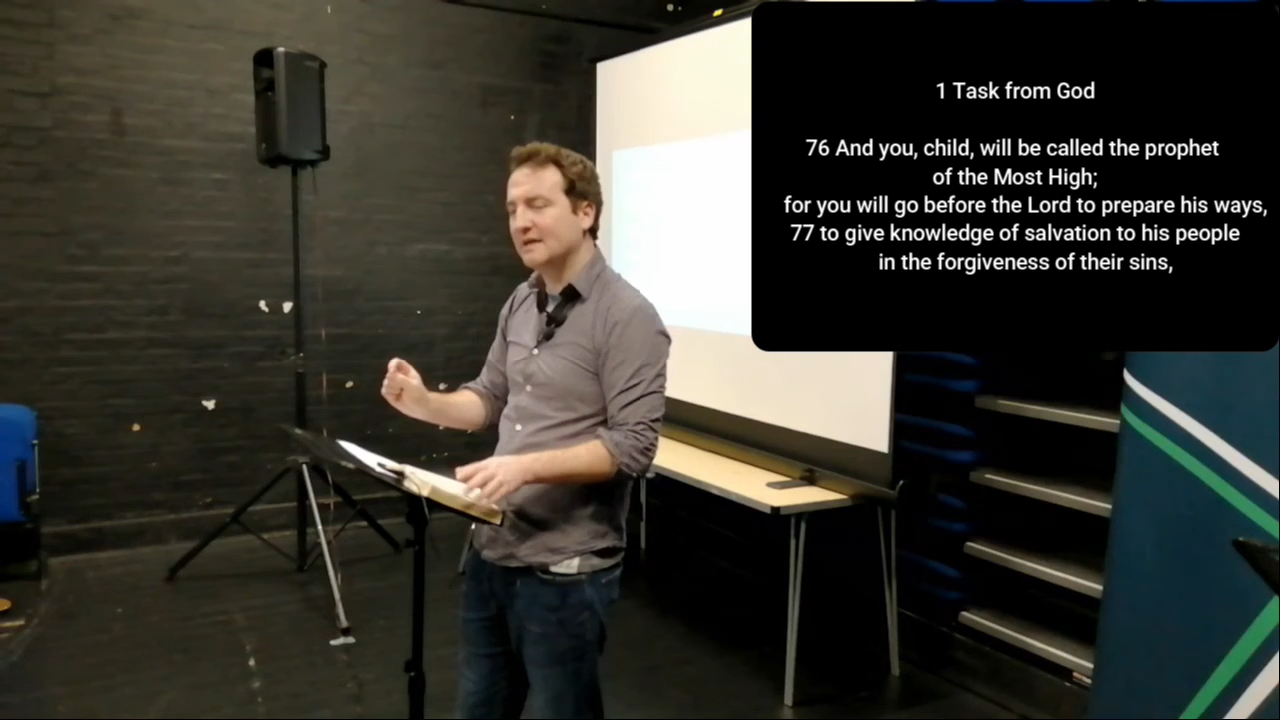 1 Task from God
76 And you, child, will be called the prophet
of the Most High;
for you will go before the Lord to prepare his ways,
77 to give knowledge of salvation to his people
in the forgiveness of their sins,